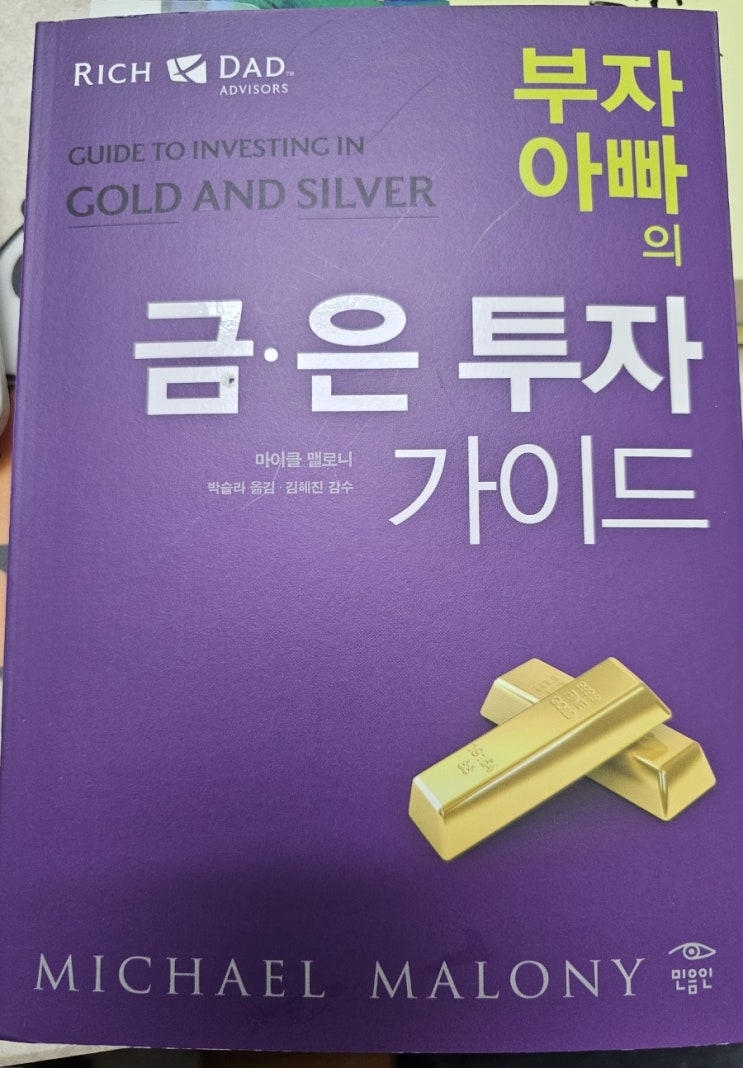 RICH DAD™
ADVISORS
GUIDE TO INVESTING IN
GOLD AND SILVER
부자
아빠
의
금·은 투자
가이드
마이클 맬로니
박슬라 옮김·김혜진 감수
MICHAEL MALONY
민음인